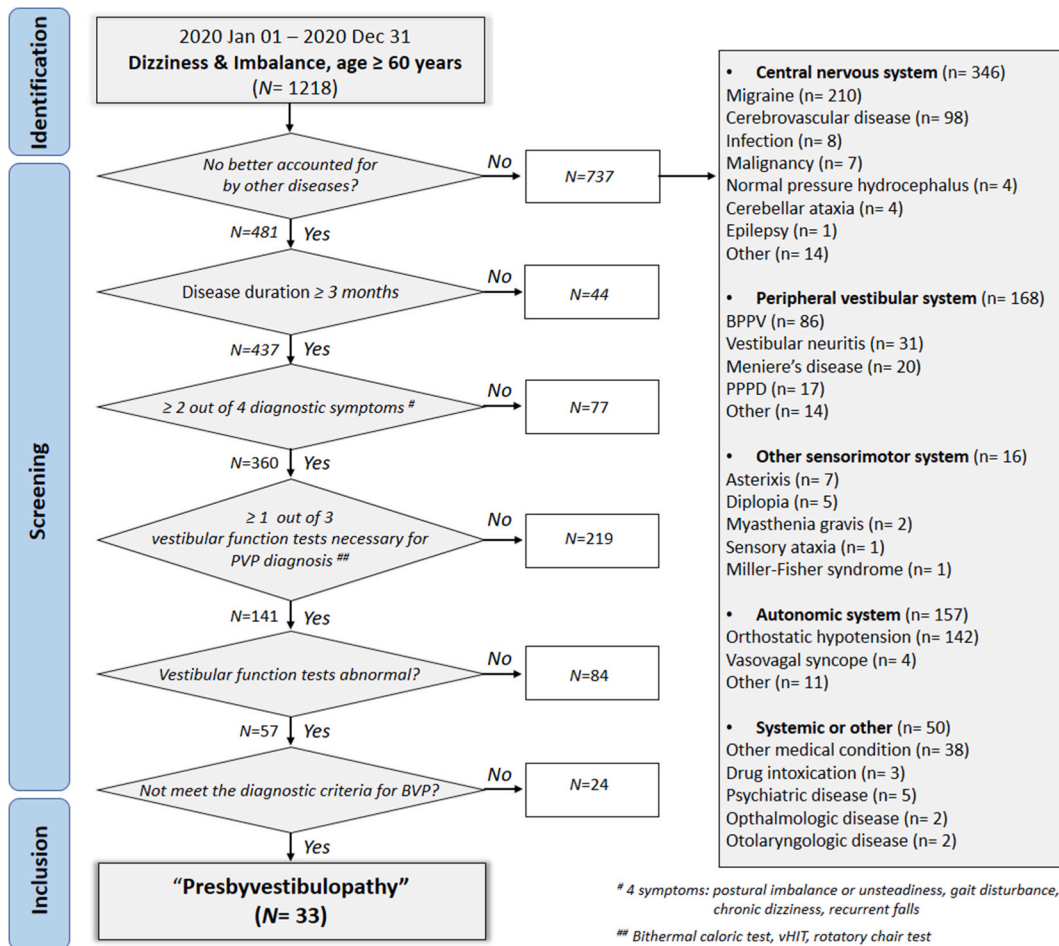 Identification
2020 Jan 01 – 2020 Dec 31
Dizziness & Imbalance, age ≥ 60 years
(N= 1218)
No better accounted for
by other diseases?
No
N=737
N=481
Yes
Screening
Disease duration ≥ 3 months
No
N=44
N=437
Yes
≥ 2 out of 4 diagnostic symptoms #
No
N=77
N=360
Yes
≥ 1 out of 3
vestibular function tests necessary for
PVP diagnosis ##
No
N=219
N=141
Yes
Vestibular function tests abnormal?
No
N=84
N=57
Yes
Not meet the diagnostic criteria for BVP?
No
N=24
Yes
Inclusion
“Presbyvestibulopathy”
(N= 33)
• Central nervous system (n= 346)
Migraine (n= 210)
Cerebrovascular disease (n= 98)
Infection (n= 8)
Malignancy (n= 7)
Normal pressure hydrocephalus (n= 4)
Cerebellar ataxia (n= 4)
Epilepsy (n= 1)
Other (n= 14)
• Peripheral vestibular system (n= 168)
BPPV (n= 86)
Vestibular neuritis (n= 31)
Meniere’s disease (n= 20)
PPPD (n= 17)
Other (n= 14)
• Other sensorimotor system (n= 16)
Asterixis (n= 7)
Diplopia (n= 5)
Myasthenia gravis (n= 2)
Sensory ataxia (n= 1)
Miller-Fisher syndrome (n= 1)
• Autonomic system (n= 157)
Orthostatic hypotension (n= 142)
Vasovagal syncope (n= 4)
Other (n= 11)
• Systemic or other (n= 50)
Other medical condition (n= 38)
Drug intoxication (n= 3)
Psychiatric disease (n= 5)
Opthalmologic disease (n= 2)
Otolaryngologic disease (n= 2)
# 4 symptoms: postural imbalance or unsteadiness, gait disturbance,
chronic dizziness, recurrent falls
## Bithermal caloric test, vHIT, rotatory chair test